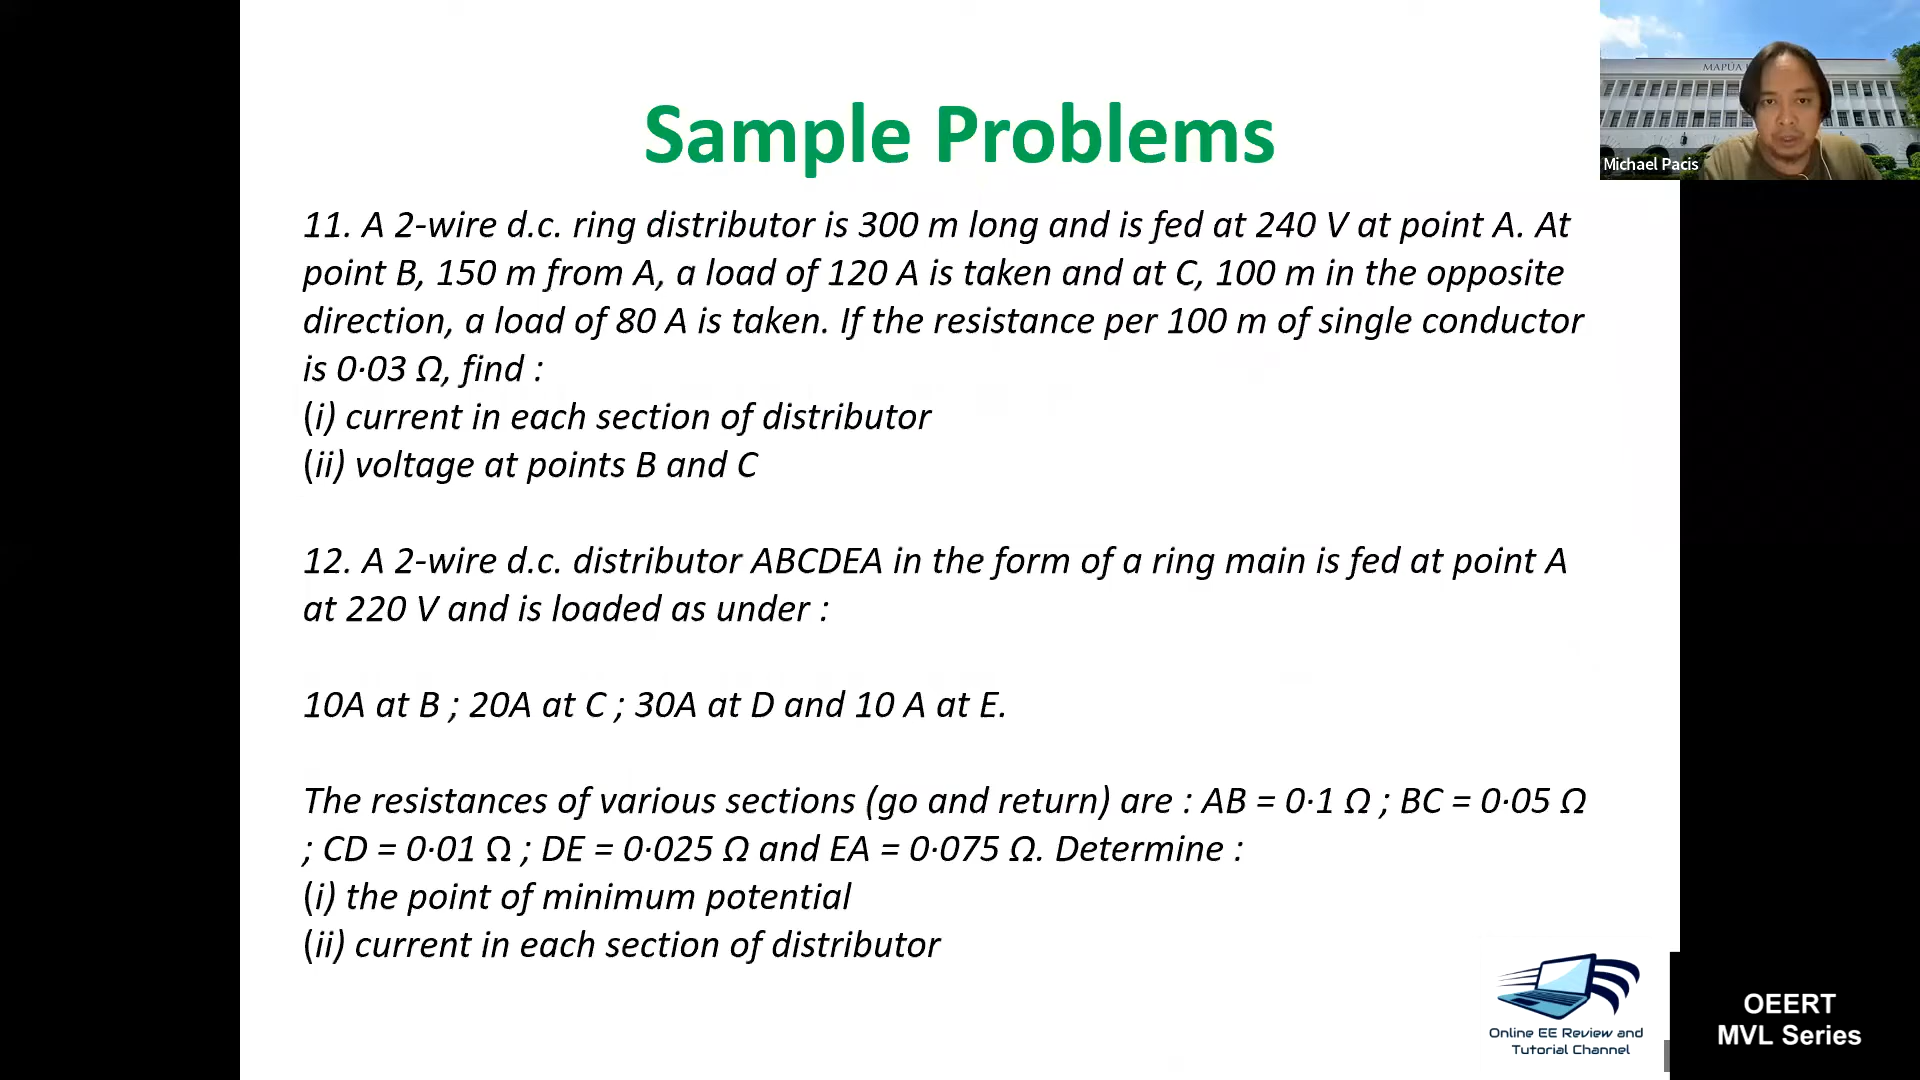 Sample Problems
MAPÚA
Michael Pacis
11. A 2-wire d.c. ring distributor is 300 m long and is fed at 240 V at point A. At
point B, 150 m from A, a load of 120 A is taken and at C, 100 m in the opposite
direction, a load of 80 A is taken. If the resistance per 100 m of single conductor
is 0·03 Ω, find :
(i) current in each section of distributor
(ii) voltage at points B and C
12. A 2-wire d.c. distributor ABCDEA in the form of a ring main is fed at point A
at 220 V and is loaded as under :
10A at B ; 20A at C ; 30A at D and 10 A at E.
The resistances of various sections (go and return) are : AB = 0·1 Ω ; BC = 0·05 Ω
; CD = 0·01 Ω ; DE = 0·025 Ω and EA = 0·075 Ω. Determine :
(i) the point of minimum potential
(ii) current in each section of distributor
Online EE Review and
Tutorial Channel
OEERT
MVL Series